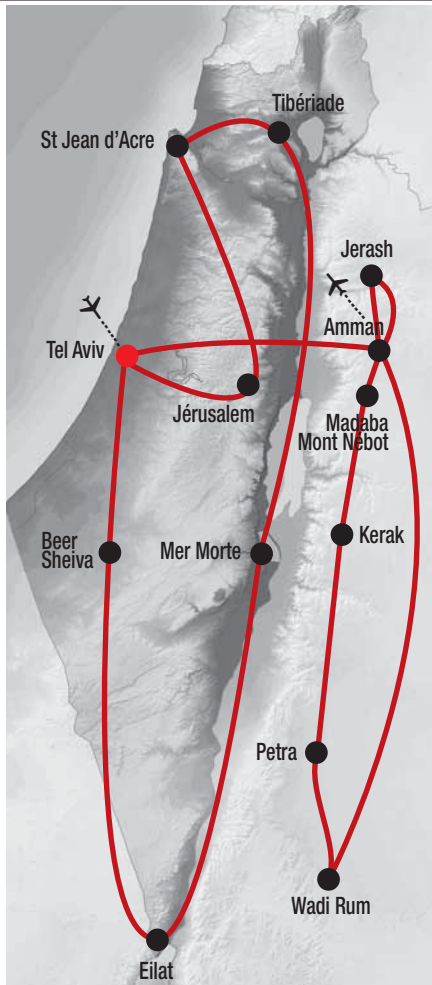 Tibériade
St Jean d'Acre
Jerash
Amman
Tel Aviv
Jérusalem
Madaba
Mont Nébot
Beer
Sheiva
Mer Morte
Kerak
Petra
Wadi Rum
Eilat